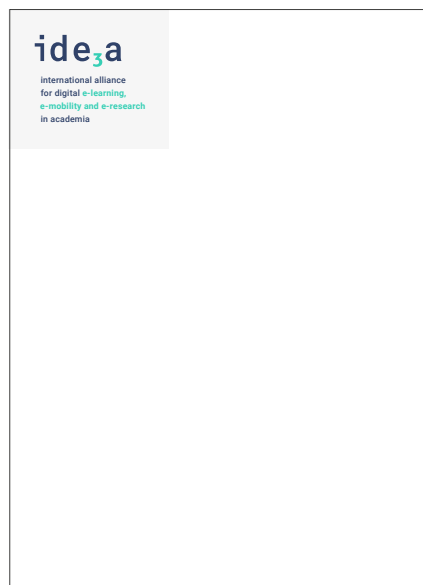 ide3a
international alliance
for digital e-learning,
e-mobility and e-research
in academia